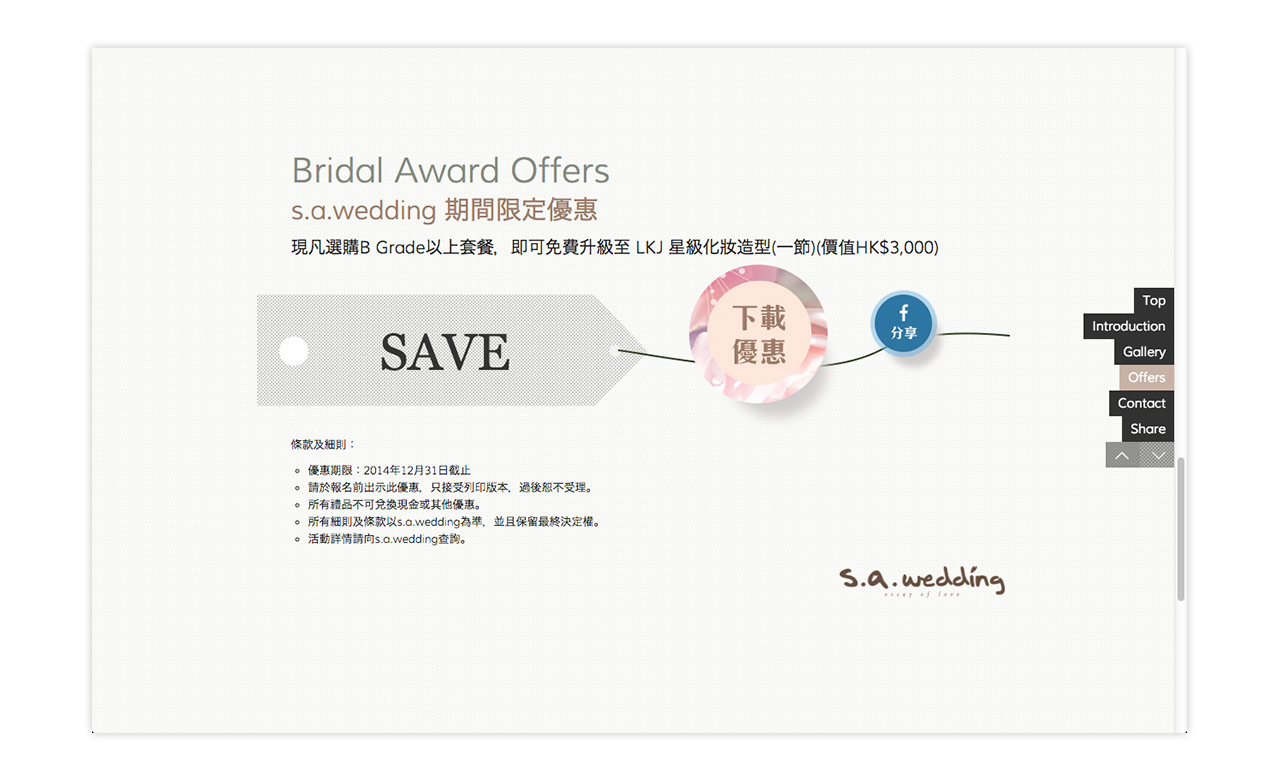 Bridal Award Offers
s.a.wedding 期間限定優惠
現凡選購B Grade以上套餐，即可免費升級至 LKJ 星級化妝造型(一節)(價值HK$3,000)
SAVE
下載
優惠
分享
Top
Introduction
Gallery
Offers
Contact
Share
條款及細則：
優惠期限：2014年12月31日截止
請於報名前出示此優惠，只接受列印版本，過後恕不受理。
所有禮品不可兌換現金或其他優惠。
所有細則及條款以s.a.wedding為準，並且保留最終決定權。
活動詳情請向s.a.wedding查詢。
s.a.wedding
essay of love